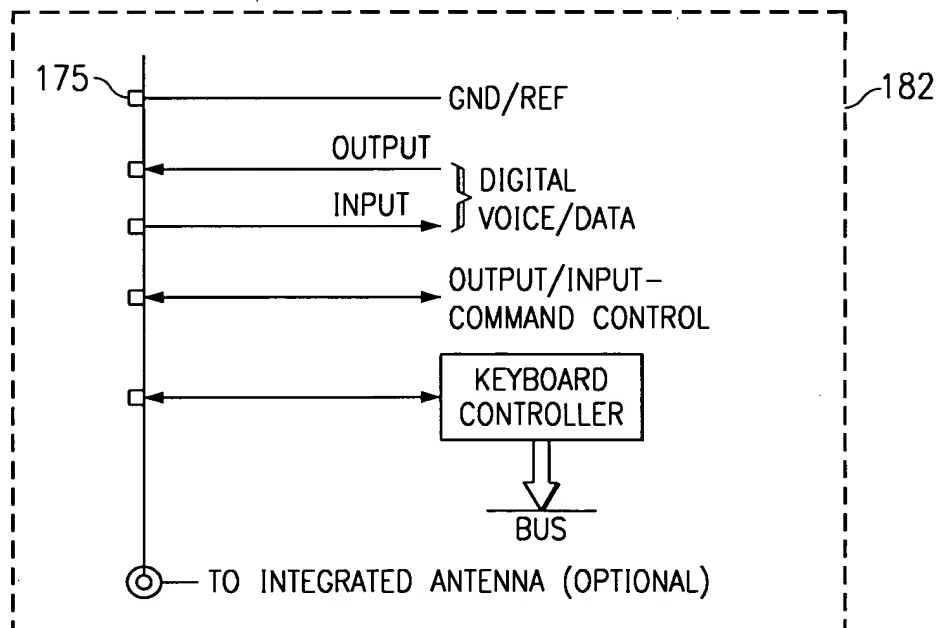 175
GND/REF
182
OUTPUT
DIGITAL
VOICE/DATA
INPUT
OUTPUT/INPUT-
COMMAND CONTROL
KEYBOARD
CONTROLLER
BUS
TO INTEGRATED ANTENNA (OPTIONAL)